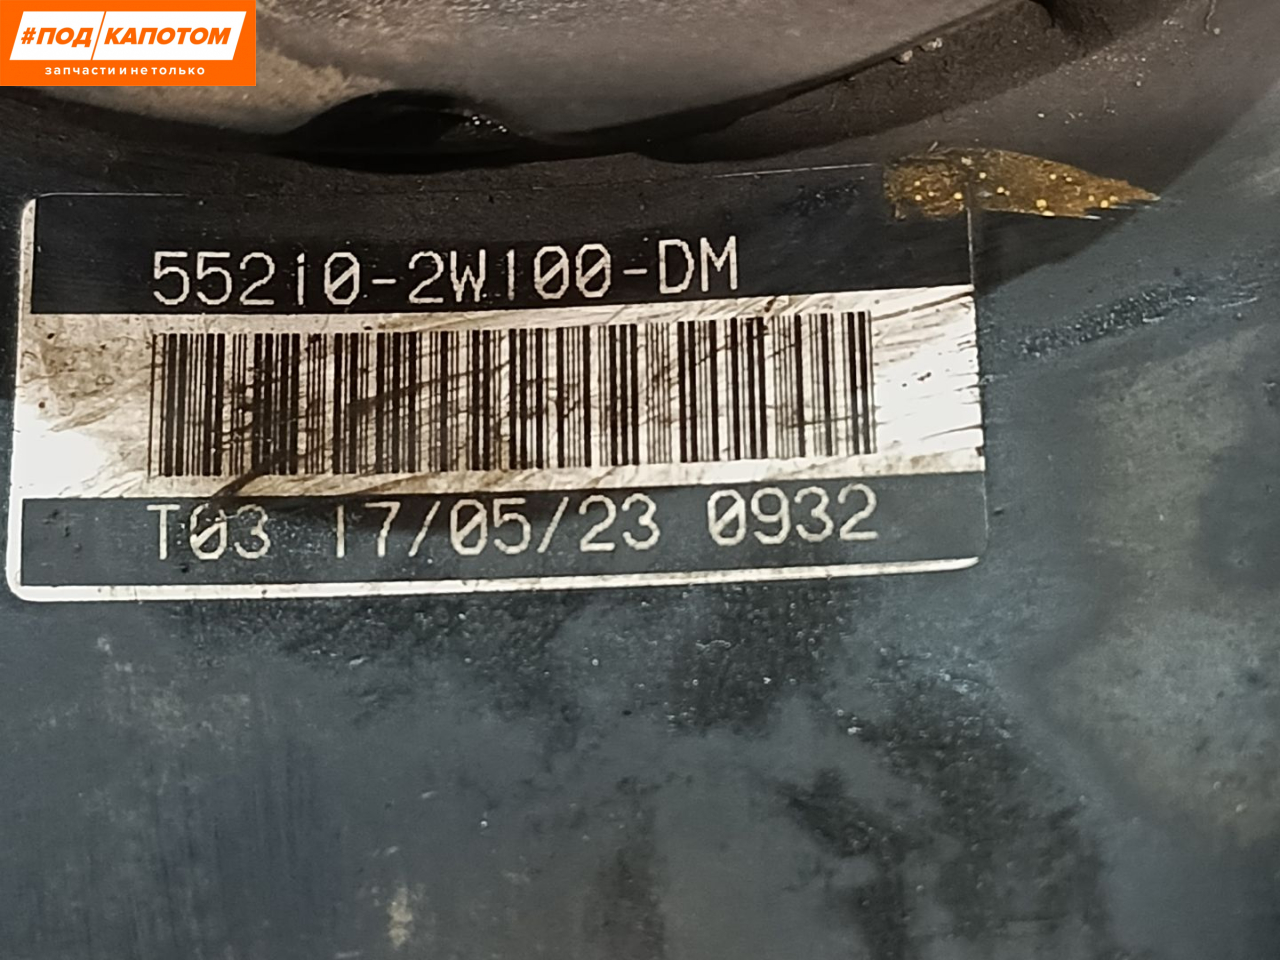 #ПОД КАПОТОМ
запчасти и не только
55210-2W100-DM
T03 17/05/23 0932